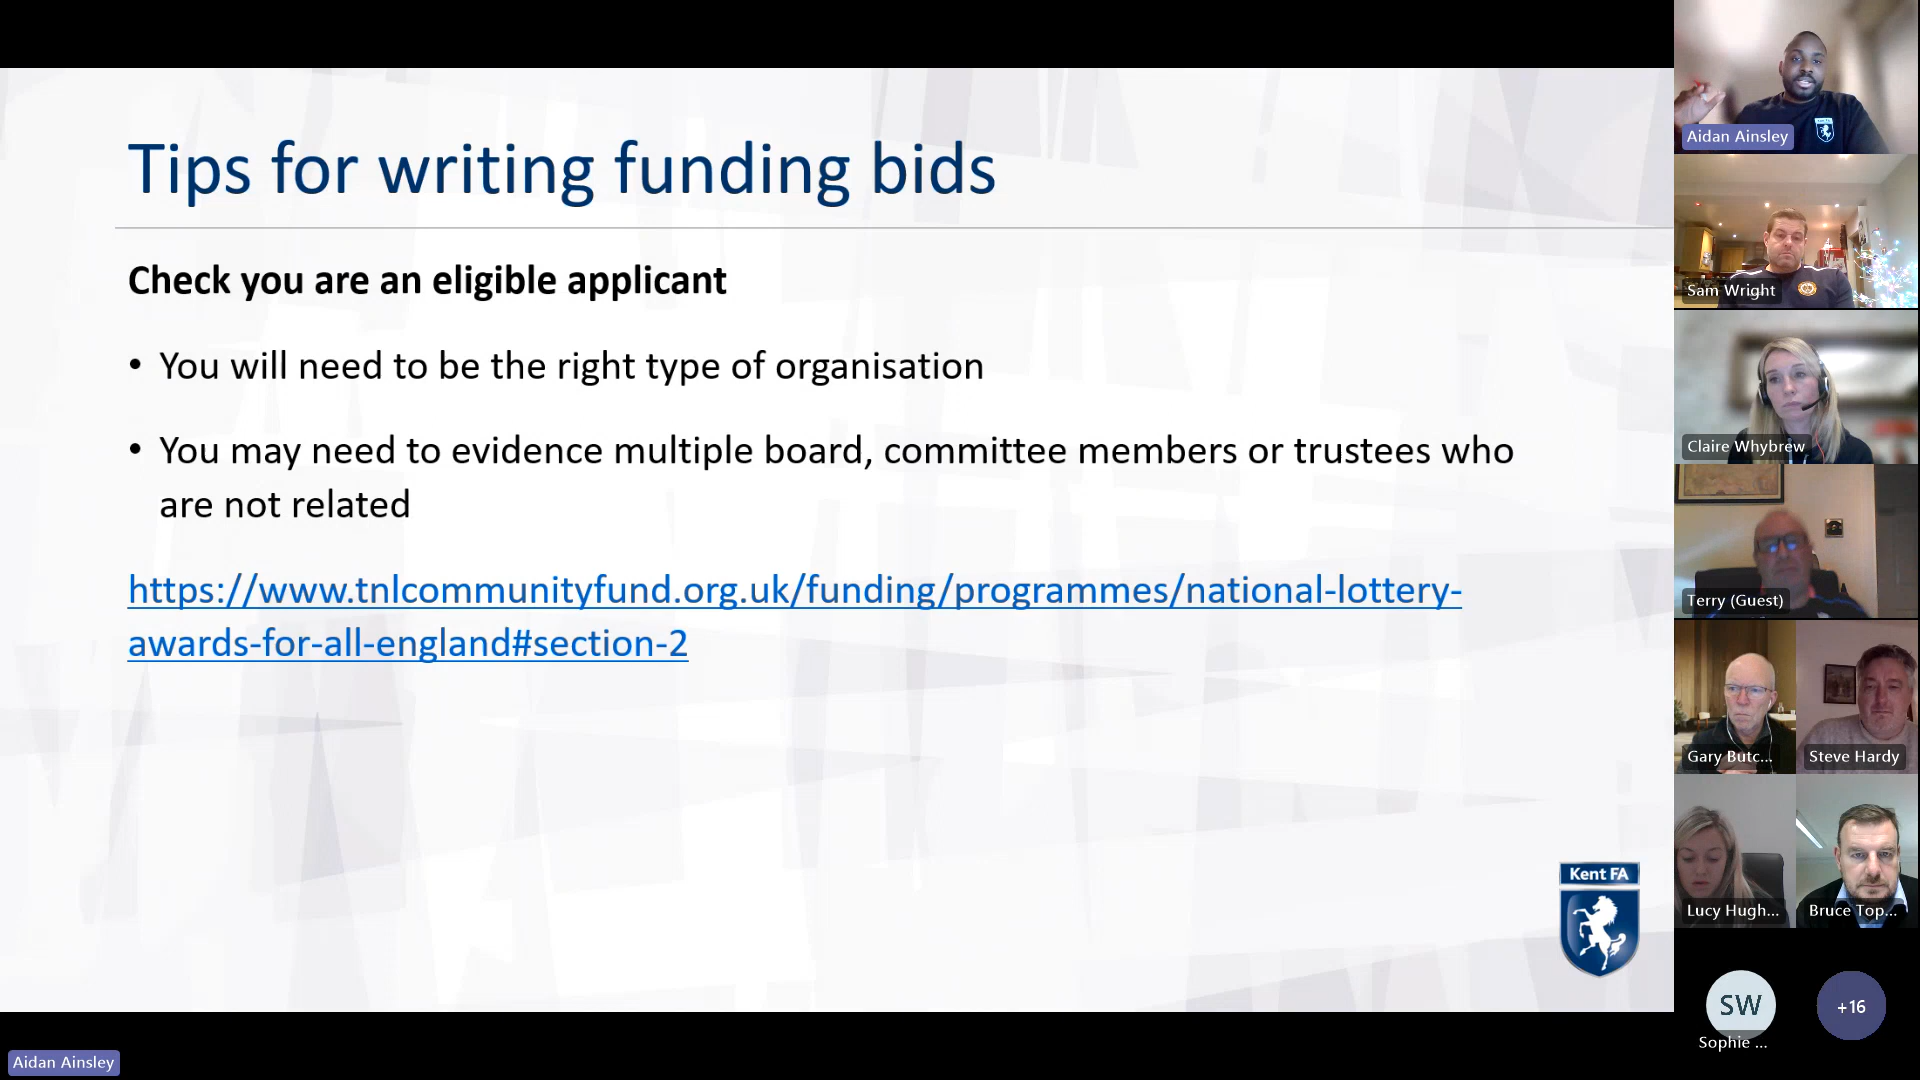 Tips for writing funding bids
Check you are an eligible applicant
• You will need to be the right type of organisation
• You may need to evidence multiple board, committee members or trustees who
are not related
https://www.tnlcommunityfund.org.uk/funding/programmes/national-lottery-
awards-for-all-england#section-2
Kent FA
Aidan Ainsley
Aidan Ainsley
Sam Wright
Claire Whybrew
Terry (Guest)
Gary Butc...
Steve Hardy
Lucy Hugh...
Bruce Top...
SW
Sophie ...
+16